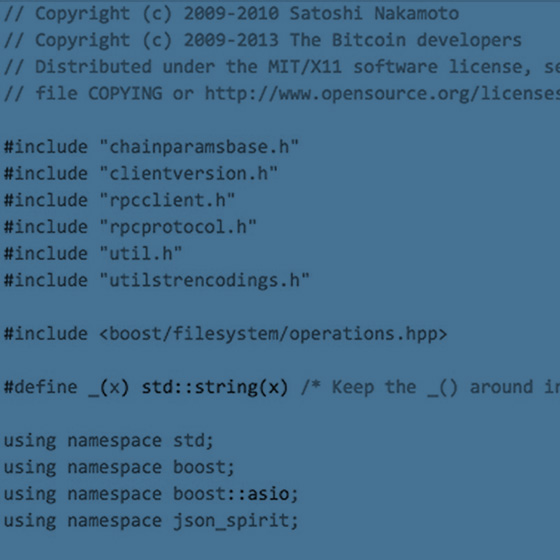 // Copyright (c) 2009-2010 Satoshi Nakamoto
// Copyright (c) 2009-2013 The Bitcoin developers
// Distributed under the MIT/X11 software license, se
// file COPYING or http://www.opensource.org/licenses
#include "chainparamsbase.h"
#include "clientversion.h"
#include "rpcclient.h"
#include "rpcprotocol.h"
#include "util.h"
#include "utilstrencodings.h"
#include <boost/filesystem/operations.hpp>
#define _(x) std::string(x) /* Keep the _() around in
using namespace std;
using namespace boost;
using namespace boost::asio;
using namespace json_spirit;